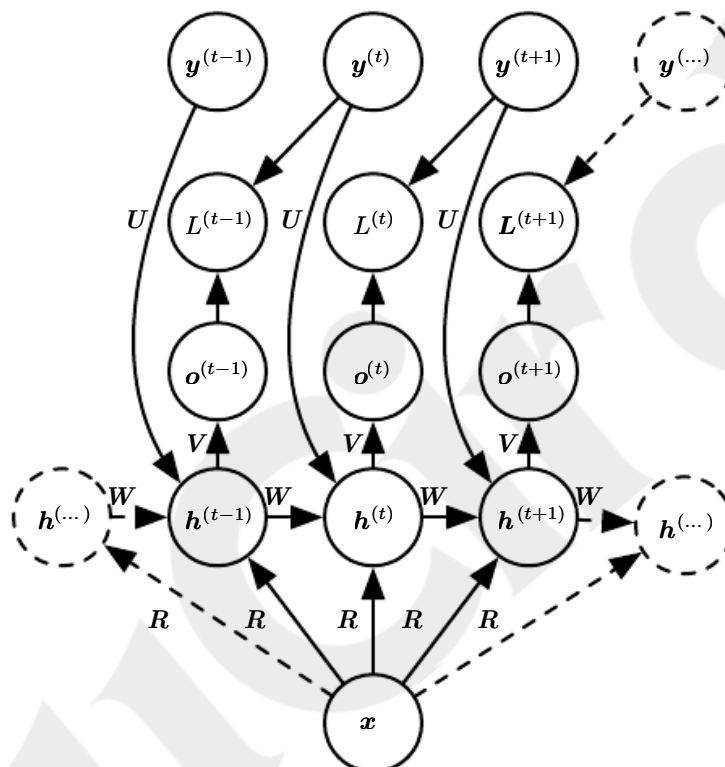 y^(t−1) y^(t) y^(t+1) y^(...)
U L^(t−1) U L^(t) U L^(t+1)
o^(t−1) o^(t) o^(t+1)
V V V
h^(...) W h^(t−1) W h^(t) W h^(t+1) W h^(...)
R R R R R
x